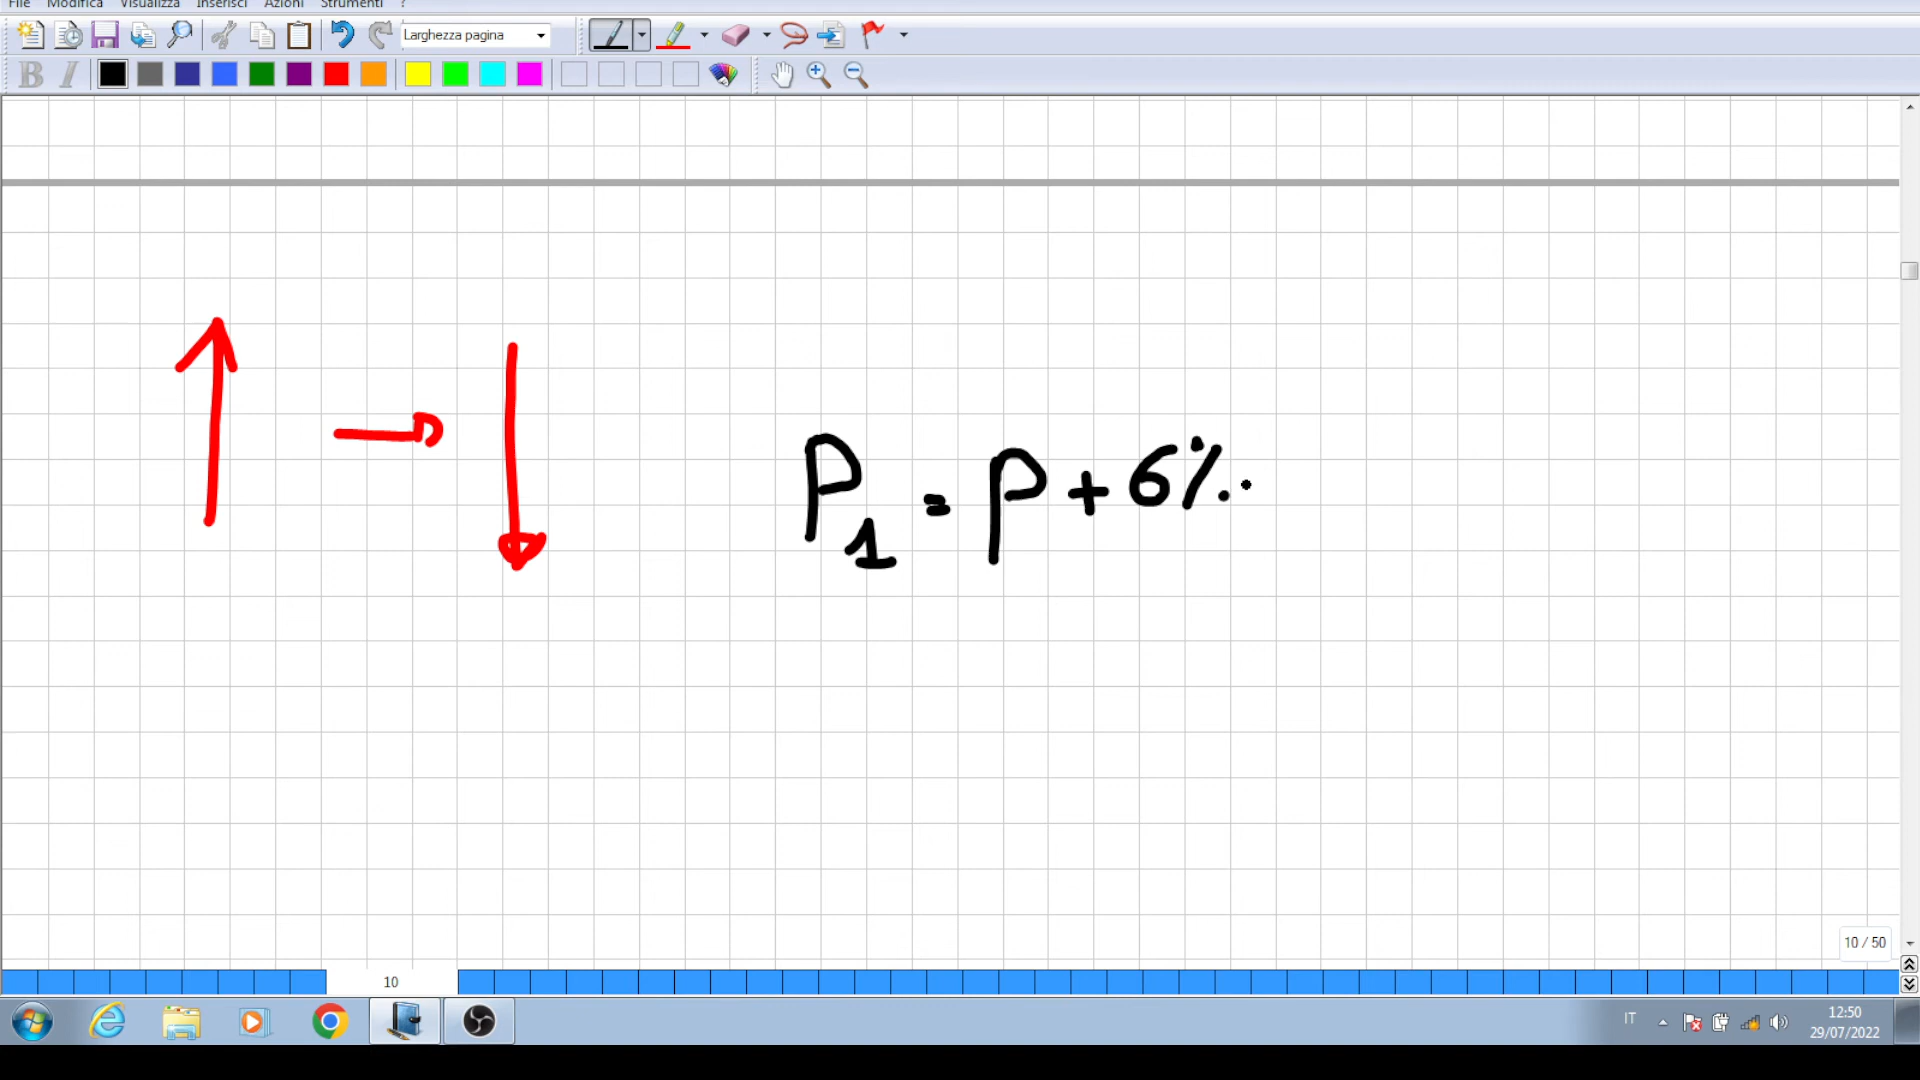 File Modifica Visualizza Inserisci Azioni Strumenti ?
Larghezza pagina
B I
P₁ = P + 6%
10 / 50
10
IT
12:50
29/07/2022